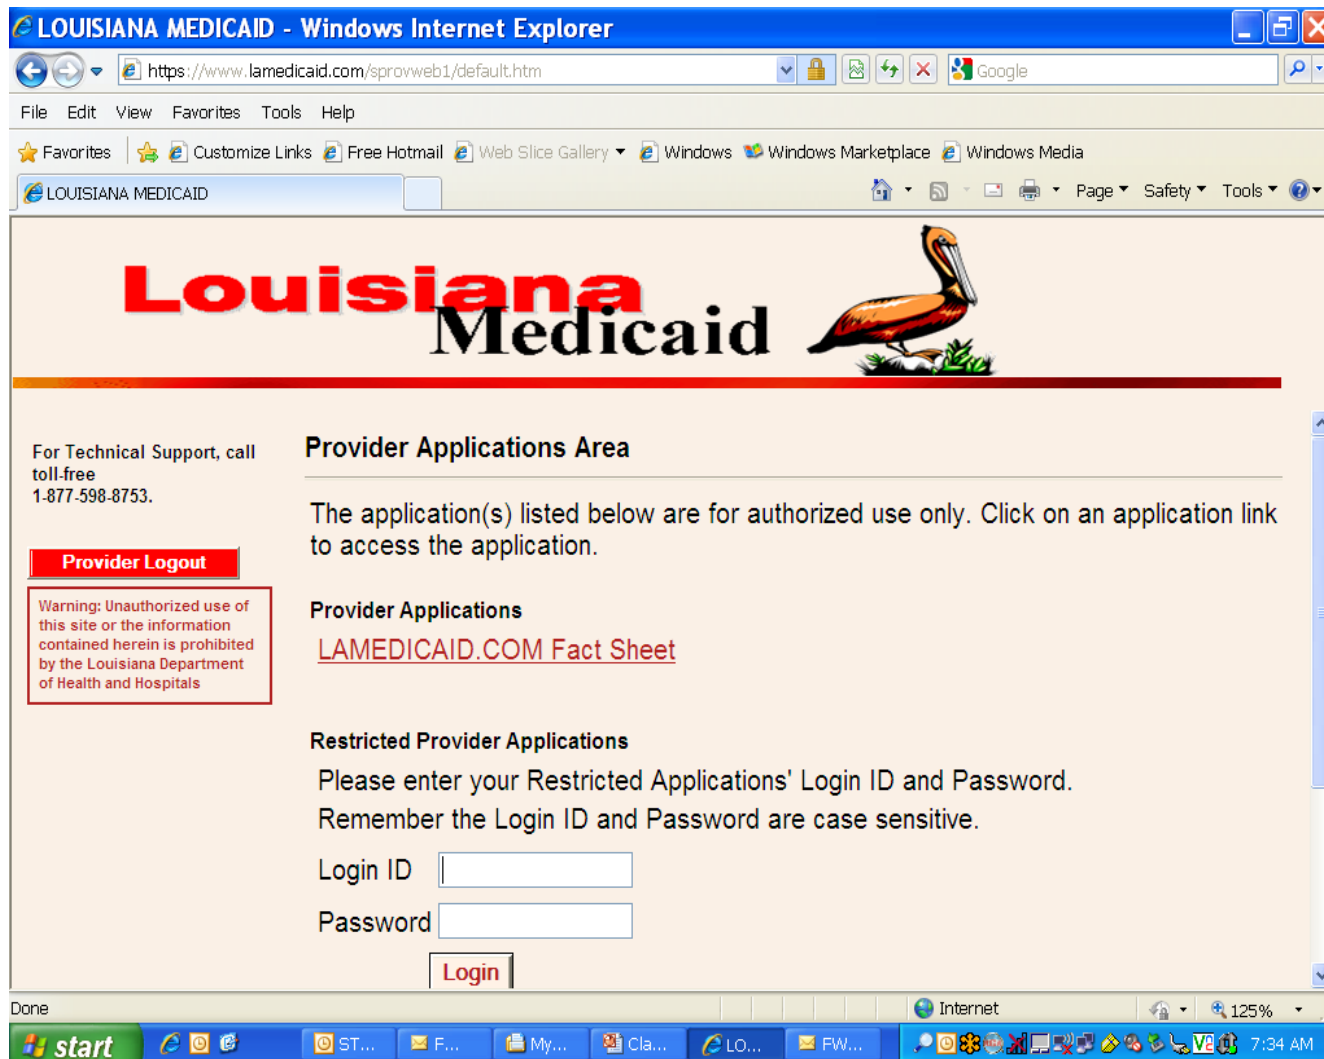 LOUISIANA MEDICAID - Windows Internet Explorer
https://www.lamedicaid.com/sprovweb1/default.htm
Google
File Edit View Favorites Tools Help
Favorites Customize Links Free Hotmail Web Slice Gallery Windows Windows Marketplace Windows Media
LOUISIANA MEDICAID
Page Safety Tools
Louisiana
Medicaid
For Technical Support, call
toll-free
1-877-598-8753.
Provider Logout
Warning: Unauthorized use of
this site or the information
contained herein is prohibited
by the Louisiana Department
of Health and Hospitals
Provider Applications Area
The application(s) listed below are for authorized use only. Click on an application link
to access the application.
Provider Applications
LAMEDICAID.COM Fact Sheet
Restricted Provider Applications
Please enter your Restricted Applications' Login ID and Password.
Remember the Login ID and Password are case sensitive.
Login ID
Password
Login
Done
Internet
125%
start
ST...
F...
My...
Cla...
LO...
FW...
V2
7:34 AM